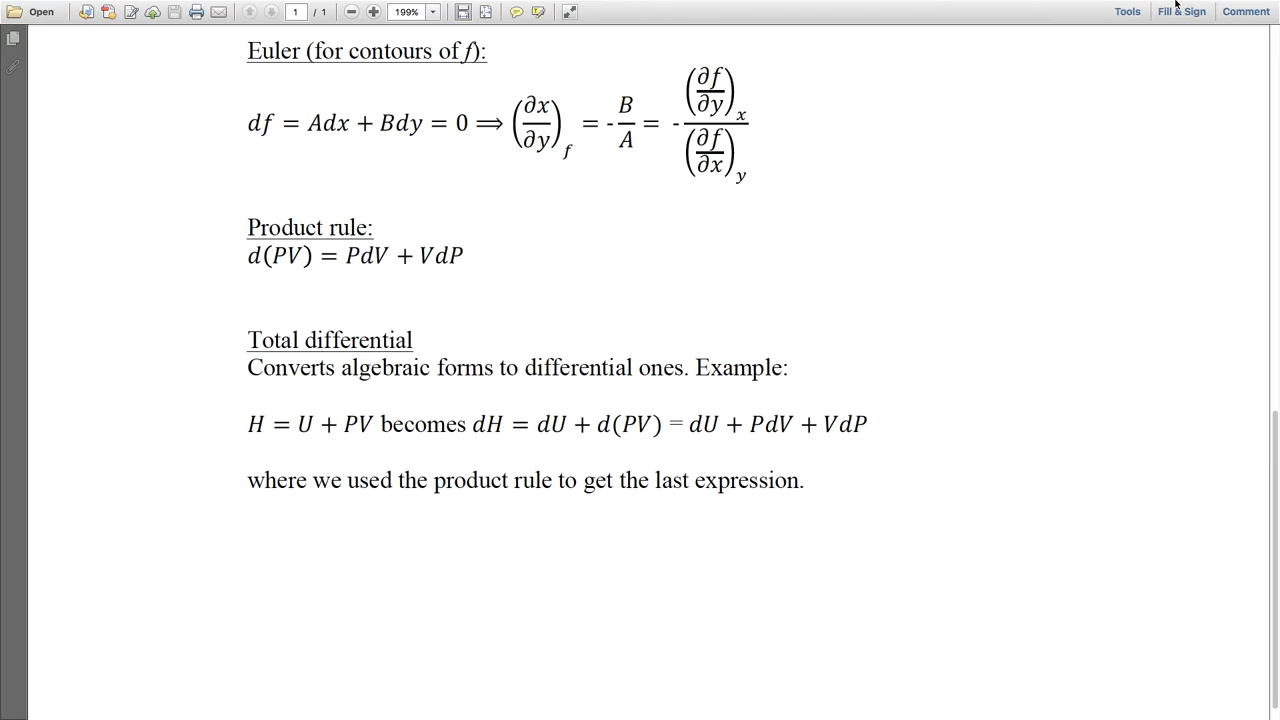 Open 1 / 1 199% Tools Fill & Sign Comment
Euler (for contours of f):
df = Adx + Bdy = 0 ⟹ (∂x/∂y)_f = -B/A = -(∂f/∂y)_x/(∂f/∂x)_y
Product rule:
d(PV) = PdV + VdP
Total differential
Converts algebraic forms to differential ones. Example:
H = U + PV becomes dH = dU + d(PV) = dU + PdV + VdP
where we used the product rule to get the last expression.